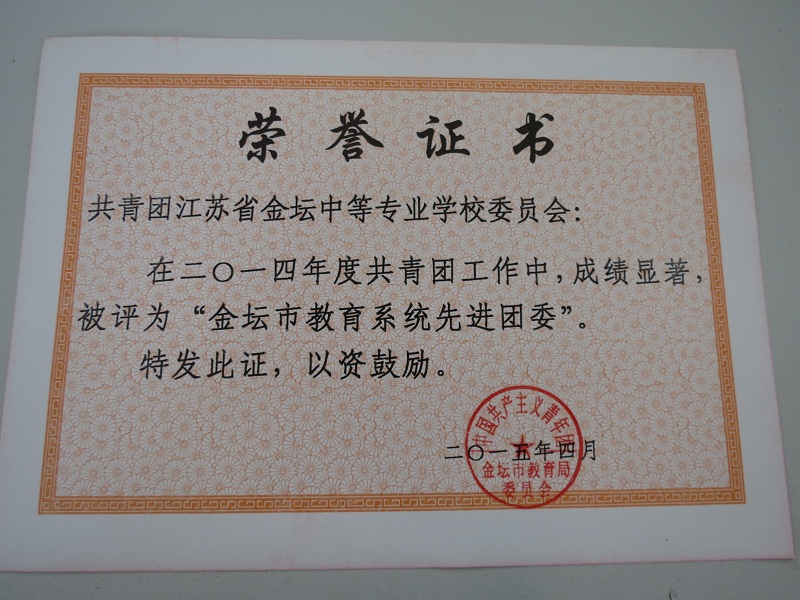 荣誉证书
共青团江苏省金坛中等专业学校委员会：
在二〇一四年度共青团工作中，成绩显著，
被评为“金坛市教育系统先进团委”。
特发此证，以资鼓励。
中国共产主义青年团
二〇一五年四月
金坛市教育局
委员会